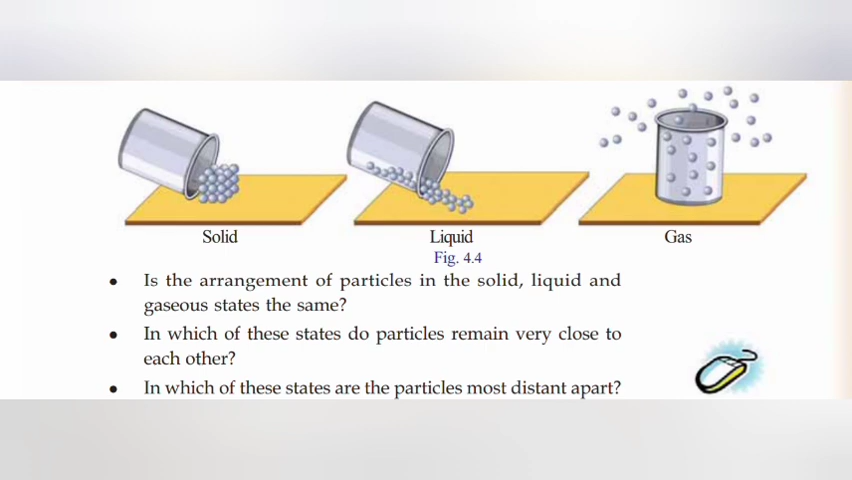 Solid Liquid Gas
Fig. 4.4
• Is the arrangement of particles in the solid, liquid and
gaseous states the same?
• In which of these states do particles remain very close to
each other?
• In which of these states are the particles most distant apart?